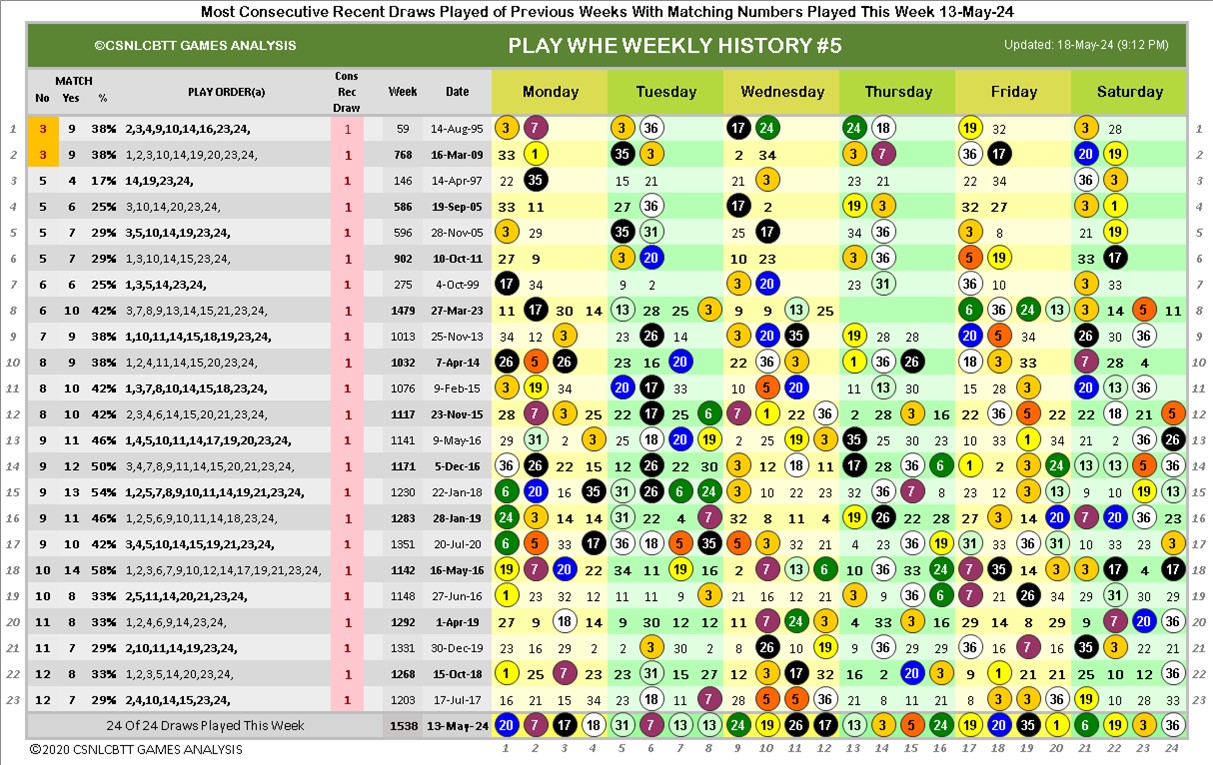 Most Consecutive Recent Draws Played of Previous Weeks With Matching Numbers Played This Week 13-May-24
©CSNLCBTT GAMES ANALYSIS PLAY WHE WEEKLY HISTORY #5 Updated: 18-May-24 (9:12 PM)
No MATCH Yes % PLAY ORDER(a) Cons Rec Draw Week Date Monday Tuesday Wednesday Thursday Friday Saturday
1 3 9 38% 2,3,4,9,10,14,16,23,24, 1 59 14-Aug-95 3 7 3 36 17 24 24 18 19 32 3 28 1
2 3 9 38% 1,2,3,10,14,19,20,23,24, 1 768 16-Mar-09 33 1 35 3 2 34 3 7 36 17 20 19 2
3 5 4 17% 14,19,23,24, 1 146 14-Apr-97 22 35 15 21 21 3 23 21 22 34 36 3 3
4 5 6 25% 3,10,14,20,23,24, 1 586 19-Sep-05 33 11 27 36 17 2 19 3 32 27 3 1 4
5 5 7 29% 3,5,10,14,19,23,24, 1 596 28-Nov-05 3 29 35 31 25 17 34 36 3 8 21 19 5
6 5 7 29% 1,3,10,14,15,23,24, 1 902 10-Oct-11 27 9 3 20 10 23 3 36 5 19 33 17 6
7 6 6 25% 1,3,5,14,23,24, 1 275 4-Oct-99 17 34 9 2 3 20 23 31 36 10 3 33 7
8 6 10 42% 3,7,8,9,13,14,15,21,23,24, 1 1479 27-Mar-23 11 17 30 14 13 28 25 3 9 9 13 25 6 36 24 13 3 14 5 11 8
9 7 9 38% 1,10,11,14,15,18,19,23,24, 1 1013 25-Nov-13 34 12 3 23 26 14 3 20 35 19 28 28 20 5 34 26 30 36 9
10 8 9 38% 1,2,4,11,14,15,20,23,24, 1 1032 7-Apr-14 26 5 26 23 16 20 22 36 3 1 36 26 18 3 33 7 28 4 10
11 8 10 42% 1,3,7,8,10,14,15,18,23,24, 1 1076 9-Feb-15 3 19 34 20 17 33 10 5 20 11 13 30 15 28 3 20 13 36 11
12 8 10 42% 2,3,4,6,14,15,20,21,23,24, 1 1117 23-Nov-15 28 7 3 25 22 17 25 6 7 1 22 36 2 28 3 16 22 36 5 22 22 18 21 5 12
13 9 11 46% 1,4,5,10,11,14,17,19,20,23,24, 1 1141 9-May-16 29 31 2 3 25 18 20 19 2 25 19 3 35 25 30 23 10 33 1 34 21 2 36 26 13
14 9 12 50% 3,4,7,8,9,11,14,15,20,21,23,24, 1 1171 5-Dec-16 36 26 22 15 12 26 22 30 3 12 18 11 17 28 36 6 1 2 3 24 13 13 5 36 14
15 9 13 54% 1,2,5,7,8,9,10,11,14,19,21,23,24, 1 1230 22-Jan-18 6 20 16 35 31 26 6 24 3 10 22 23 32 36 7 8 23 12 3 13 9 10 19 13 15
16 9 11 46% 1,2,5,6,9,10,11,14,18,23,24, 1 1283 28-Jan-19 24 3 14 14 31 22 4 7 32 8 11 4 19 26 22 28 27 3 14 20 7 20 36 23 16
17 9 10 42% 3,4,5,10,14,15,19,21,23,24, 1 1351 20-Jul-20 6 5 33 17 36 18 5 35 5 3 32 21 4 23 36 19 31 33 36 31 10 23 22 3 17
18 10 14 58% 1,2,3,6,7,9,10,12,14,17,19,21,23,24, 1 1142 16-May-16 19 7 20 22 34 11 19 16 2 7 13 6 10 36 33 24 7 35 14 3 3 17 4 17 18
19 10 8 33% 2,5,11,14,20,21,23,24, 1 1148 27-Jun-16 1 23 32 12 11 11 9 3 21 16 12 21 3 9 36 6 7 21 26 34 29 31 30 29 19
20 11 8 33% 1,2,4,6,9,14,23,24, 1 1292 1-Apr-19 27 9 18 14 9 30 12 12 11 7 24 3 4 33 3 16 29 14 8 29 9 7 20 36 20
21 11 7 29% 2,10,11,14,19,23,24, 1 1331 30-Dec-19 23 16 29 2 2 3 30 2 8 26 10 19 9 36 28 29 36 16 7 16 35 3 22 21 21
22 12 8 33% 1,2,3,5,14,20,23,24, 1 1268 15-Oct-18 1 25 7 23 23 31 15 27 12 3 17 32 16 2 20 3 9 1 21 21 25 10 12 36 22
23 12 7 29% 2,4,10,14,15,23,24, 1 1203 17-Jul-17 16 21 15 34 23 18 11 7 28 5 5 36 21 30 14 21 8 3 3 36 19 10 28 33 23
24 Of 24 Draws Played This Week 1538 13-May-24 20 7 17 18 31 7 13 13 24 19 26 17 13 3 5 24 19 20 35 1 6 19 3 36
©2020 CSNLCBTT GAMES ANALYSIS 1 2 3 4 5 6 7 8 9 10 11 12 13 14 15 16 17 18 19 20 21 22 23 24